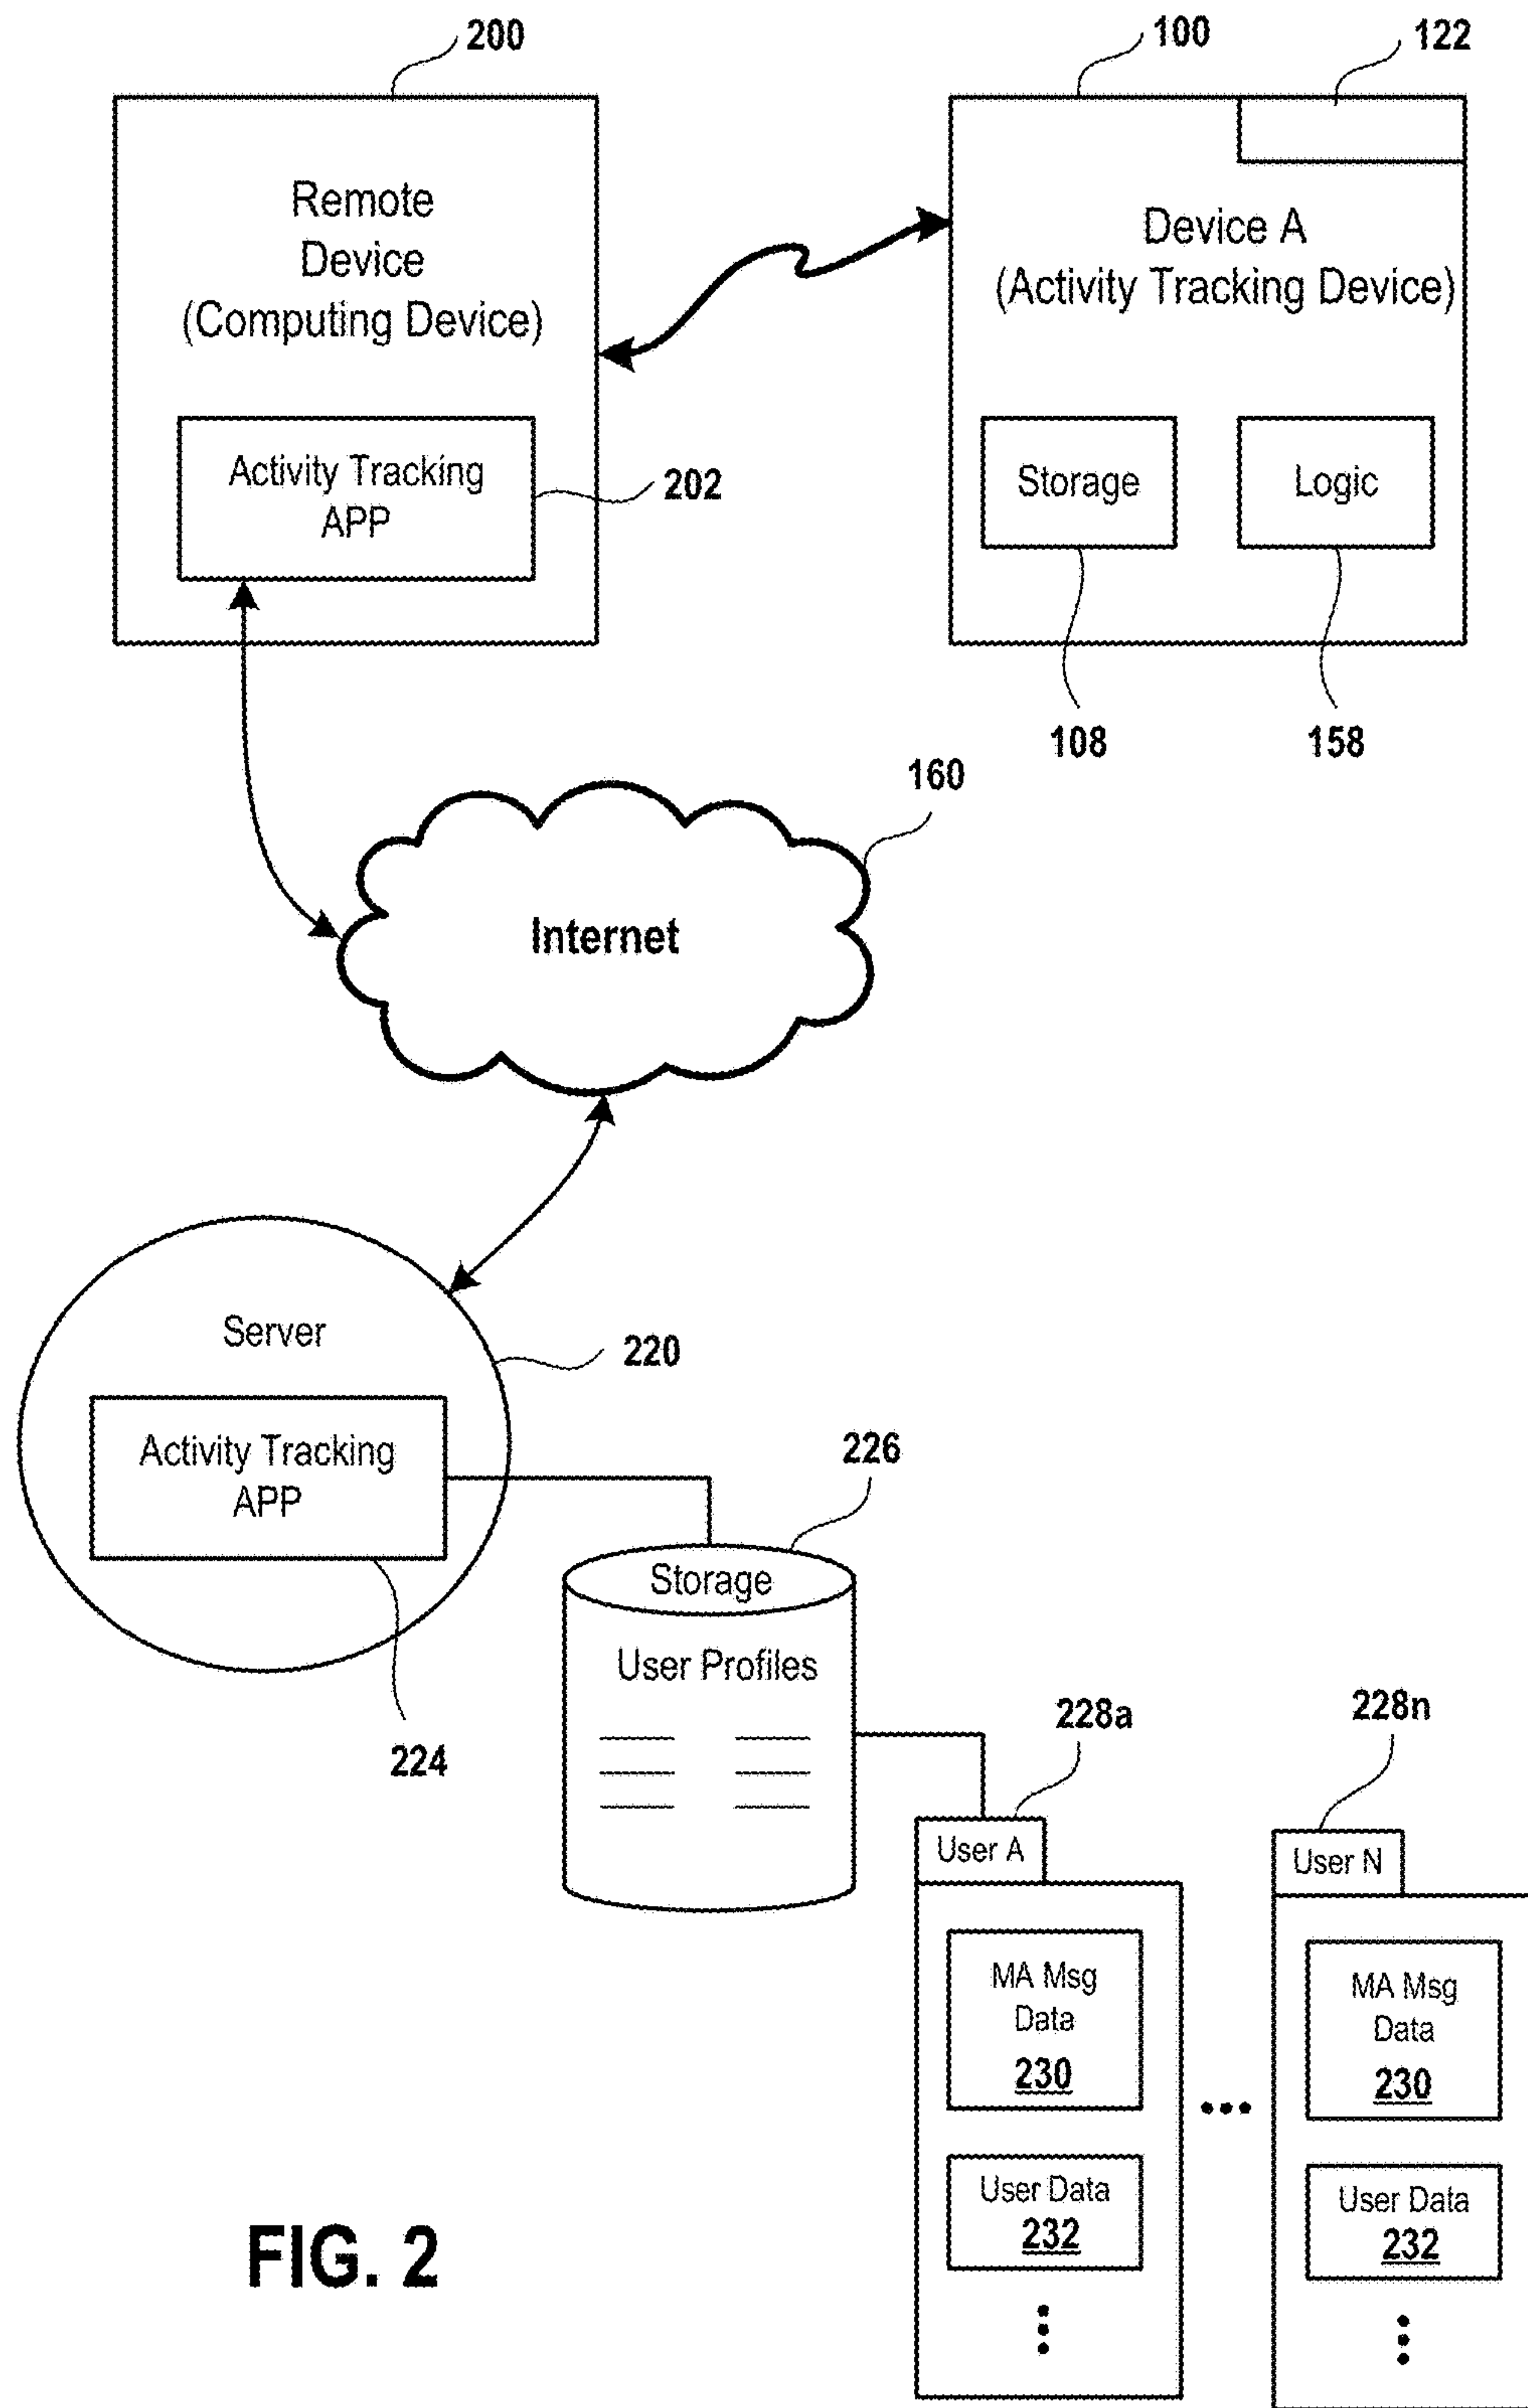 200
100
122
Remote
Device
(Computing Device)
Activity Tracking
APP
202
Device A
(Activity Tracking Device)
Storage
Logic
108
158
160
Internet
Server
220
Activity Tracking
APP
224
226
Storage
User Profiles
228a
228n
User A
MA Msg
Data
230
User Data
232
User N
MA Msg
Data
230
User Data
232
FIG. 2